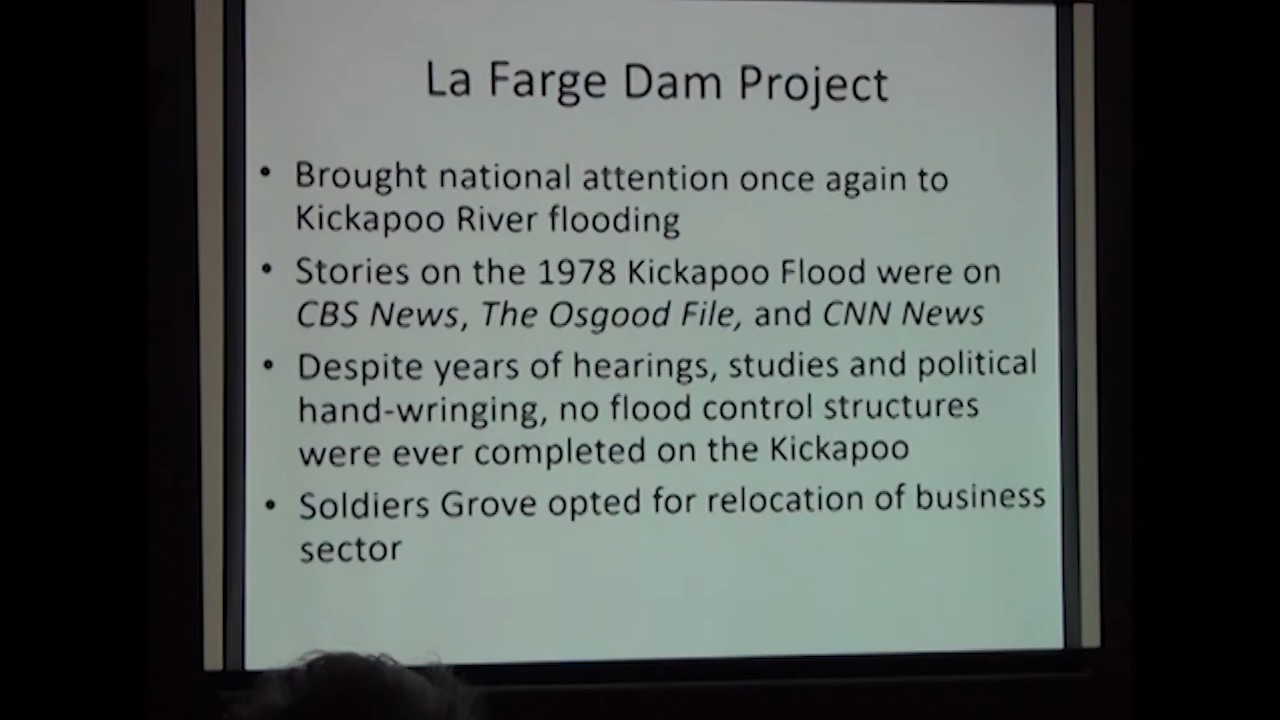 La Farge Dam Project
• Brought national attention once again to
Kickapoo River flooding
• Stories on the 1978 Kickapoo Flood were on
CBS News, The Osgood File, and CNN News
• Despite years of hearings, studies and political
hand-wringing, no flood control structures
were ever completed on the Kickapoo
• Soldiers Grove opted for relocation of business
sector